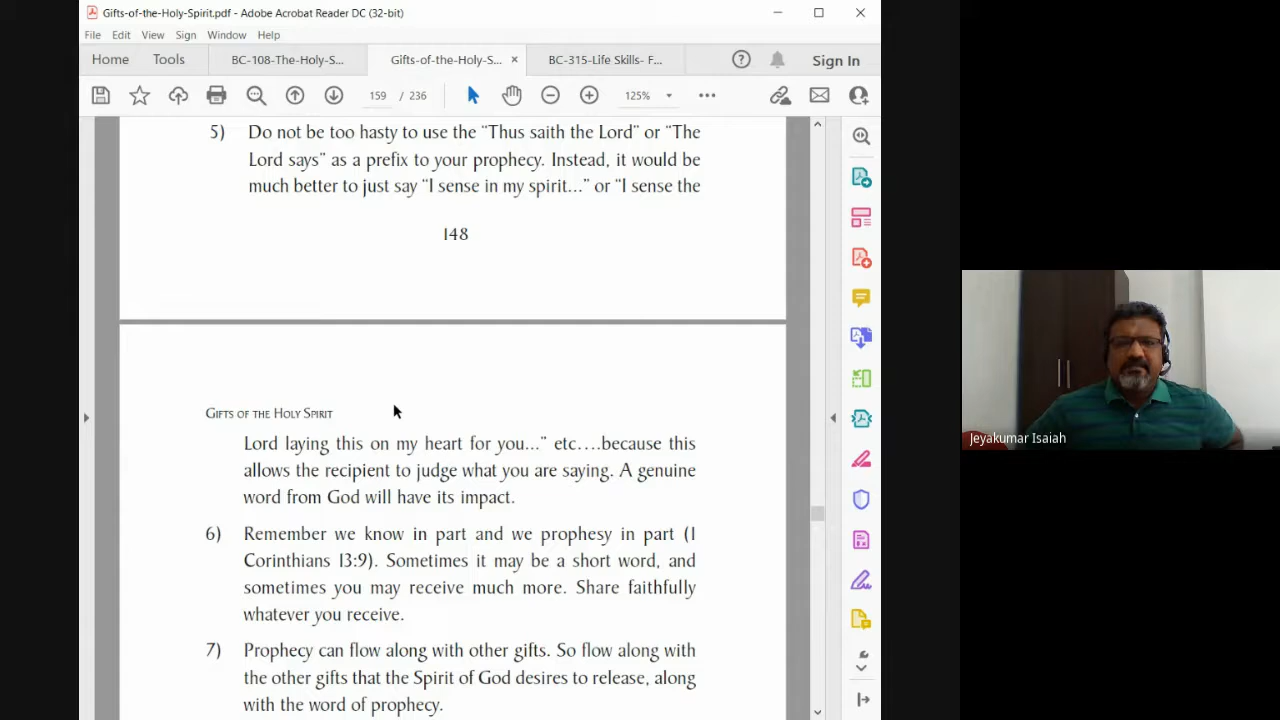 Gifts-of-the-Holy-Spirit.pdf - Adobe Acrobat Reader DC (32-bit)
File Edit View Sign Window Help
Home Tools BC-108-The-Holy-S... Gifts-of-the-Holy-S... × BC-315-Life Skills- F... Sign In
159 / 236 125%
5) Do not be too hasty to use the “Thus saith the Lord” or “The
Lord says” as a prefix to your prophecy. Instead, it would be
much better to just say “I sense in my spirit...” or “I sense the
148
Gifts of the Holy Spirit
Lord laying this on my heart for you...” etc....because this
allows the recipient to judge what you are saying. A genuine
word from God will have its impact.
6) Remember we know in part and we prophesy in part (1
Corinthians 13:9). Sometimes it may be a short word, and
sometimes you may receive much more. Share faithfully
whatever you receive.
7) Prophecy can flow along with other gifts. So flow along with
the other gifts that the Spirit of God desires to release, along
with the word of prophecy.
Jeyakumar Isaiah